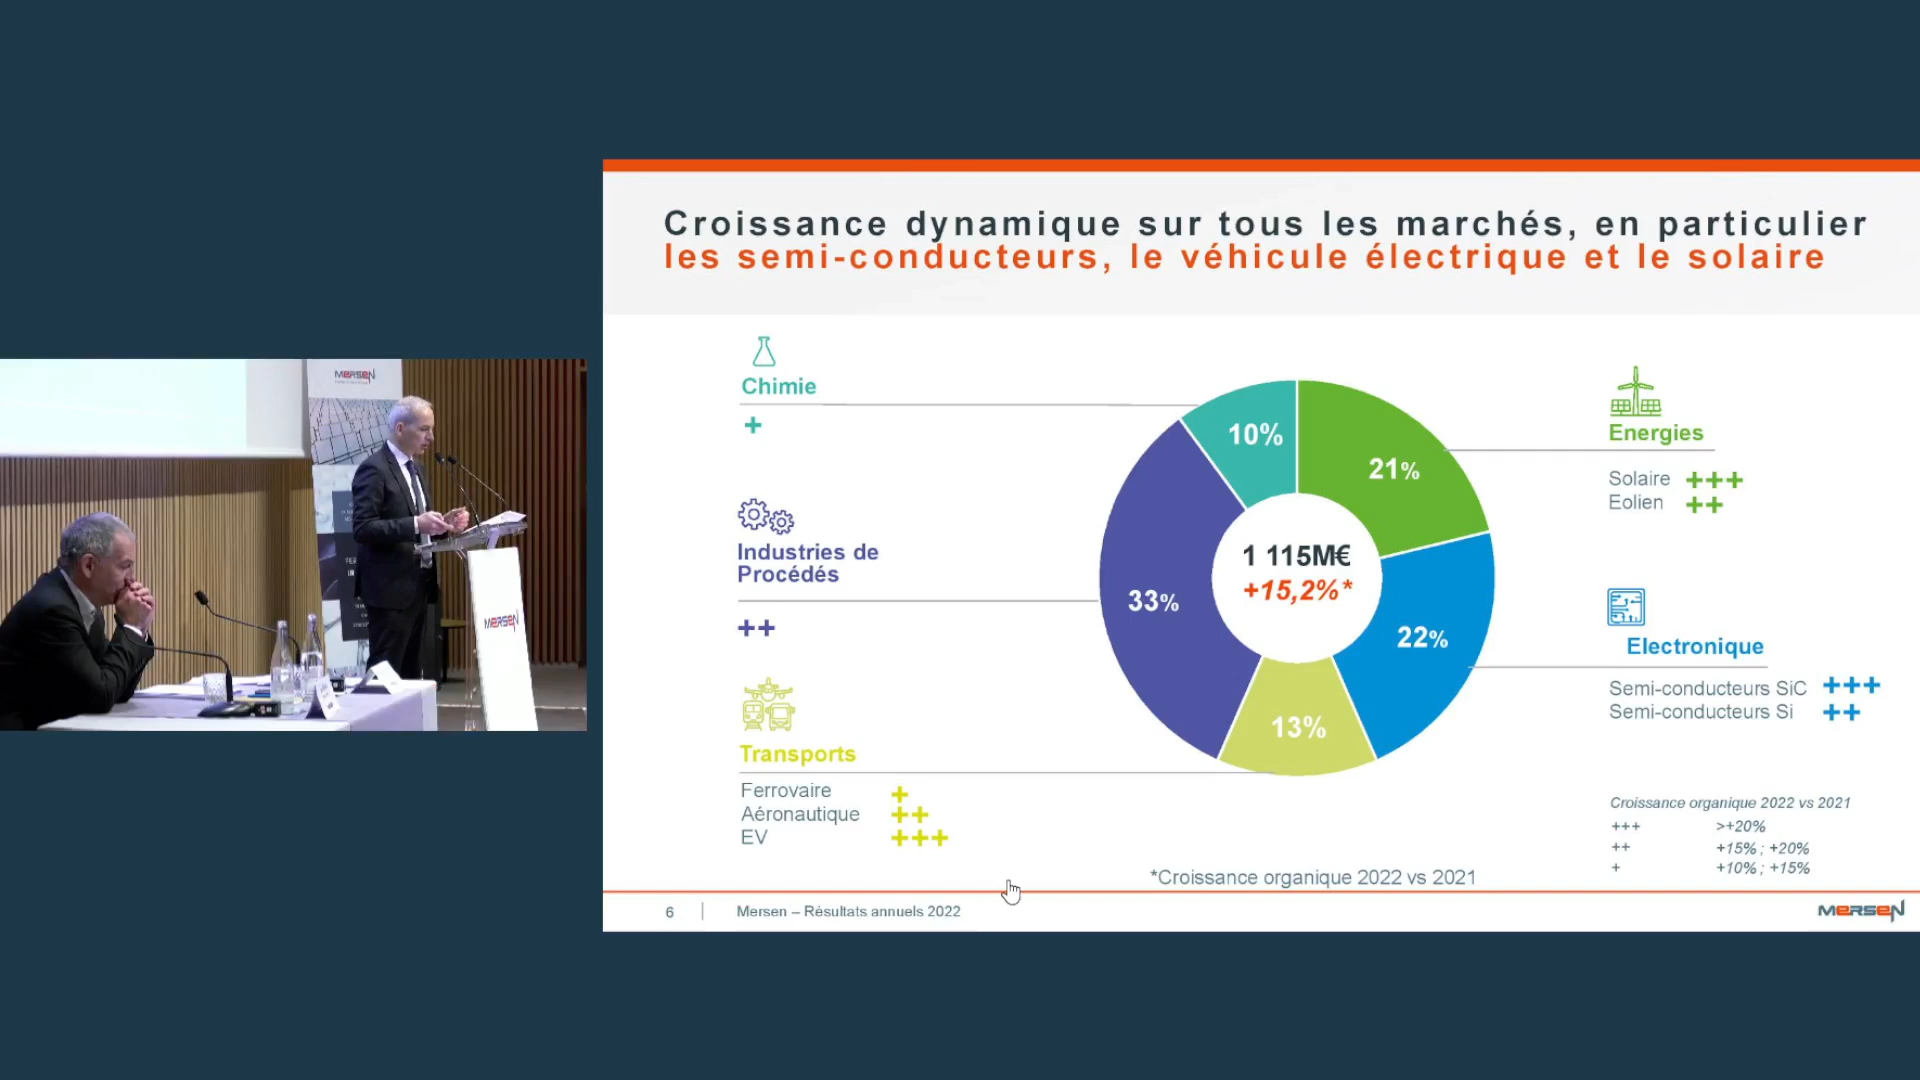 Croissance dynamique sur tous les marchés, en particulier
les semi-conducteurs, le véhicule électrique et le solaire
Chimie
+
Industries de
Procédés
++
Transports
Ferrovaire +
Aéronautique ++
EV +++
10%
21%
33%
22%
13%
1 115M€
+15,2%*
Energies
Solaire +++
Eolien ++
Electronique
Semi-conducteurs SiC +++
Semi-conducteurs Si ++
Croissance organique 2022 vs 2021
+++ >+20%
++ +15% ; +20%
+ +10% ; +15%
*Croissance organique 2022 vs 2021
6 | Mersen – Résultats annuels 2022
MERSEN
MERSEN
MERSEN